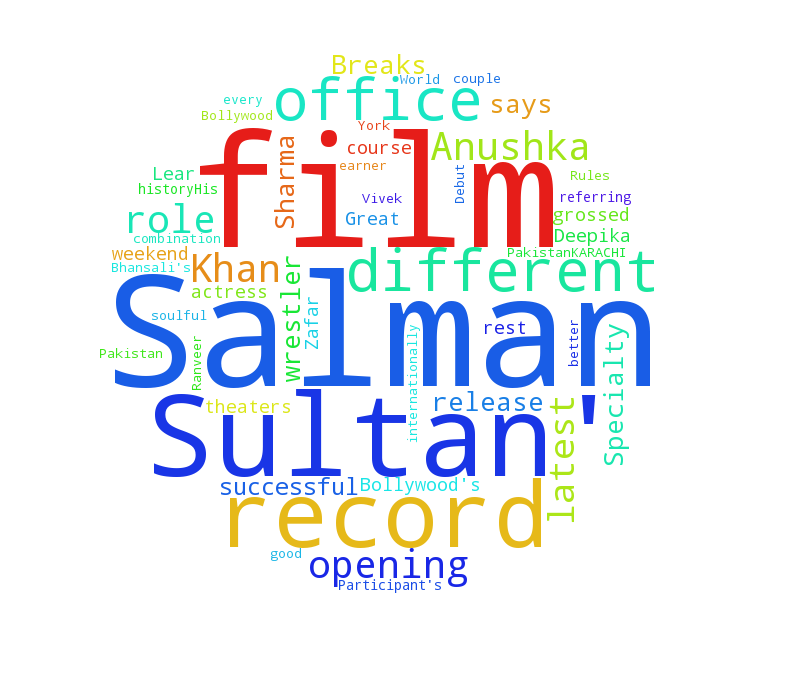 Breaks
World
couple
every
office
says
Bollywood
York
film
Sharma
course
Anushka
earner
Lear
Debut
Rules
historyHis
Vivek
referring
role
Great
grossed
combination
Deepika
weekend
PakistanKARACHI
Bhansali's
Khan
different
actress
wrestler
Salman
Zafar
soulful
internationally
rest
better
Specialty
Pakistan
Ranveer
theaters
release
latest
Sultan'
successful
Bollywood's
record
good
opening
Participant's